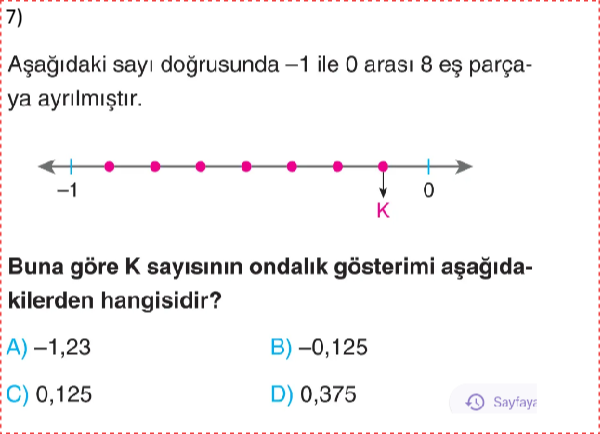 7)
Aşağıdaki sayı doğrusunda –1 ile 0 arası 8 eş parça-
ya ayrılmıştır.
–1 0
K
Buna göre K sayısının ondalık gösterimi aşağıda-
kilerden hangisidir?
A) –1,23 B) –0,125
C) 0,125 D) 0,375
Sayfaya